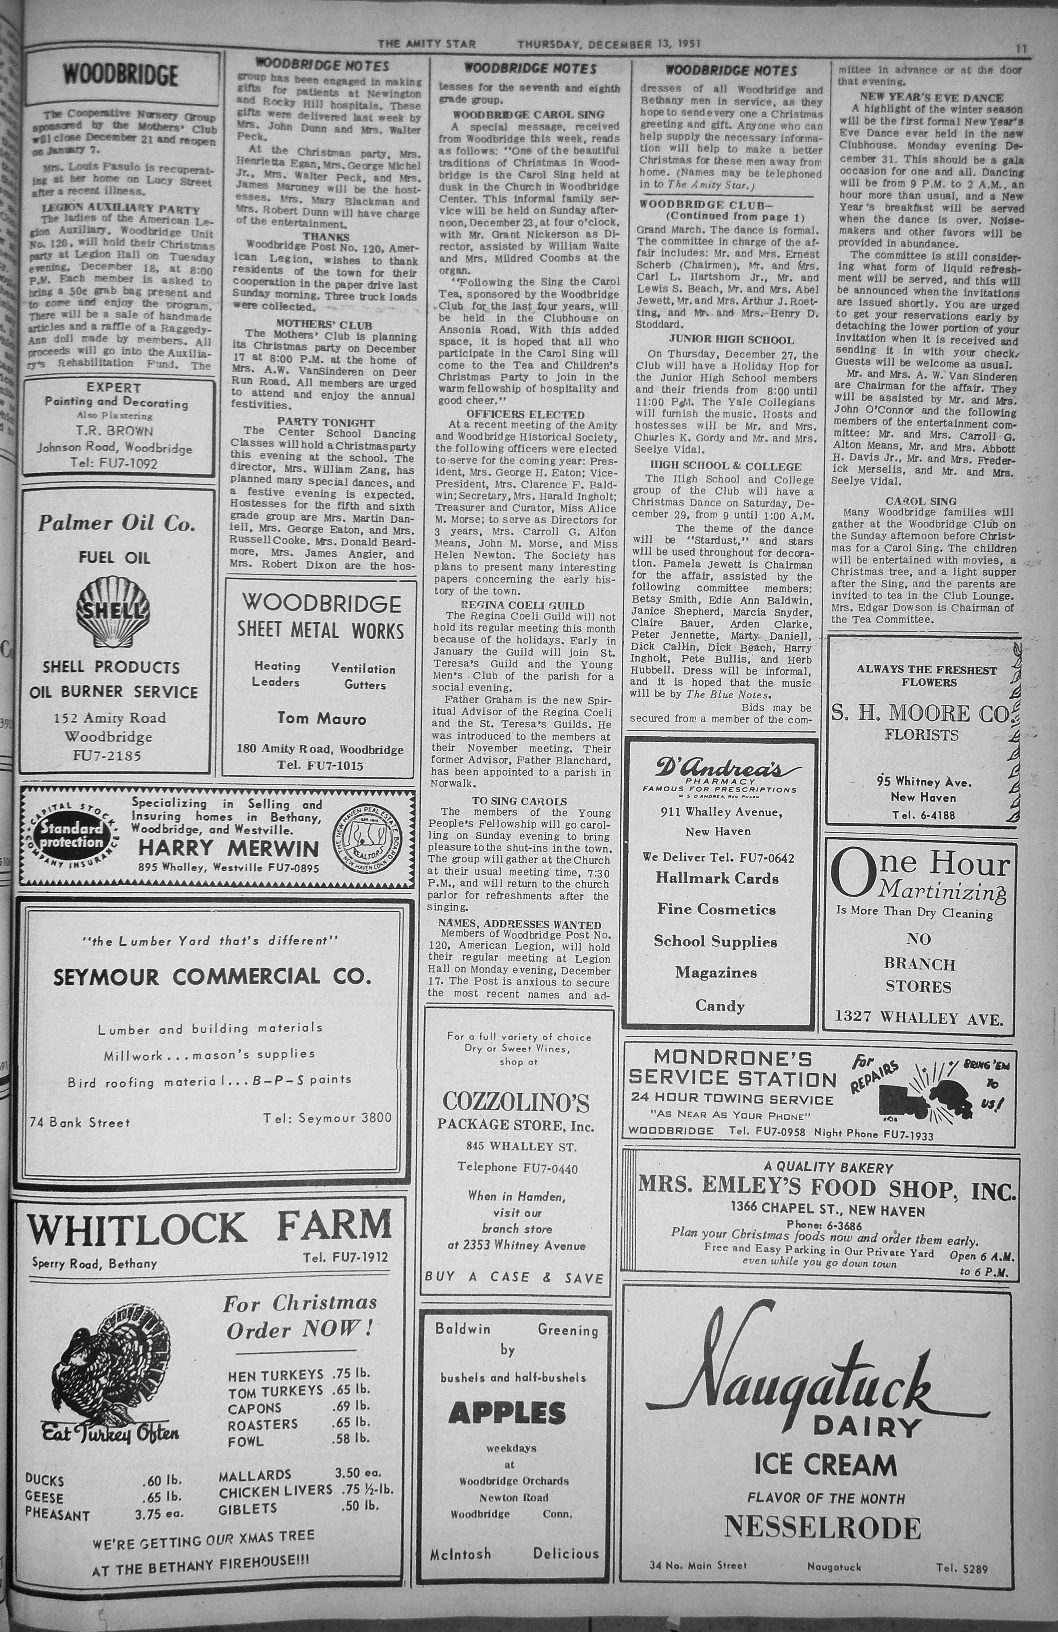 THE AMITY STAR THURSDAY, DECEMBER 13, 1951 11
WOODBRIDGE
The Cooperative Nursery Group
sponsored by the Mothers' Club
will close December 21 and reopen
on January 7.
Mrs. Louis Fasulo is recuperat-
ing at her home on Lucy Street
after a recent illness.
LEGION AUXILIARY PARTY
The ladies of the American Le-
gion Auxiliary, Woodbridge Unit
No. 120, will hold their Christmas
party at Legion Hall on Tuesday
evening, December 18, at 8:00
P.M. Each member is asked to
bring a 50¢ grab bag present and
to come and enjoy the program.
There will be a sale of handmade
articles and a raffle of a Raggedy-
Ann doll made by members. All
proceeds will go into the Auxilia-
ry's Rehabilitation Fund. The
EXPERT
Painting and Decorating
Also Plastering
T.R. BROWN
Johnson Road, Woodbridge
Tel: FU7-1092
Palmer Oil Co.
FUEL OIL
SHELL
SHELL PRODUCTS
OIL BURNER SERVICE
152 Amity Road
Woodbridge
FU7-2185
WOODBRIDGE NOTES
group has been engaged in making
gifts for patients at Newington
and Rocky Hill hospitals. These
gifts were delivered last week by
Mrs. John Dunn and Mrs. Walter
Peck.
At the Christmas party, Mrs.
Henrietta Egan, Mrs. George Michel
Jr., Mrs. Walter Peck, and Mrs.
James Maroney will be the host-
esses. Mrs. Mary Blackman and
Mrs. Robert Dunn will have charge
of the entertainment.
THANKS
Woodbridge Post No. 120, Amer-
ican Legion, wishes to thank
residents of the town for their
cooperation in the paper drive last
Sunday morning. Three truck loads
were collected.
MOTHERS' CLUB
The Mothers' Club is planning
its Christmas party on December
17 at 8:00 P.M. at the home of
Mrs. A.W. VanSinderen on Deer
Run Road. All members are urged
to attend and enjoy the annual
festivities.
PARTY TONIGHT
The Center School Dancing
Classes will hold a Christmas party
this evening at the school. The
director, Mrs. William Zang, has
planned many special dances, and
a festive evening is expected.
Hostesses for the fifth and sixth
grade group are Mrs. Martin Dan-
iell, Mrs. George Eaton, and Mrs.
Russell Cooke. Mrs. Donald Beard-
more, Mrs. James Angier, and
Mrs. Robert Dixon are the hos-
WOODBRIDGE
SHEET METAL WORKS
Heating Ventilation
Leaders Gutters
Tom Mauro
180 Amity Road, Woodbridge
Tel. FU7-1015
CAPITAL STOCK
Standard
protection
COMPANY INSURANCE
Specializing in Selling and
Insuring homes in Bethany,
Woodbridge, and Westville.
HARRY MERWIN
895 Whalley, Westville FU7-0895
NEW HAVEN REAL ESTATE BOARD
REALTORS
"the Lumber Yard that's different"
SEYMOUR COMMERCIAL CO.
Lumber and building materials
Millwork...mason's supplies
Bird roofing material...B-P-S paints
74 Bank Street Tel: Seymour 3800
WHITLOCK FARM
Sperry Road, Bethany Tel. FU7-1912
For Christmas
Order NOW!
Eat Turkey Often
HEN TURKEYS .75 lb.
TOM TURKEYS .65 lb.
CAPONS .69 lb.
ROASTERS .65 lb.
FOWL .58 lb.
DUCKS .60 lb.
GEESE .65 lb.
PHEASANT 3.75 ea.
MALLARDS 3.50 ea.
CHICKEN LIVERS .75 ½-lb.
GIBLETS .50 lb.
WE'RE GETTING OUR XMAS TREE
AT THE BETHANY FIREHOUSE!!!
WOODBRIDGE NOTES
tesses for the seventh and eighth
grade group.
WOODBRIDGE CAROL SING
A special message, received
from Woodbridge this week, reads
as follows: "One of the beautiful
traditions of Christmas in Wood-
bridge is the Carol Sing held at
dusk in the Church in Woodbridge
Center. This informal family ser-
vice will be held on Sunday after-
noon, December 23, at four o'clock,
with Mr. Grant Nickerson as Di-
rector, assisted by William Waite
and Mrs. Mildred Coombs at the
organ.
"Following the Sing the Carol
Tea, sponsored by the Woodbridge
Club for the last four years, will
be held in the Clubhouse on
Ansonia Road. With this added
space, it is hoped that all who
participate in the Carol Sing will
come to the Tea and Children's
Christmas Party to join in the
warm fellowship of hospitality and
good cheer."
OFFICERS ELECTED
At a recent meeting of the Amity
and Woodbridge Historical Society,
the following officers were elected
to serve for the coming year: Pres-
ident, Mrs. George H. Eaton; Vice-
President, Mrs. Clarence F. Bald-
win; Secretary, Mrs. Harald Ingholt;
Treasurer and Curator, Miss Alice
M. Morse; to serve as Directors for
3 years, Mrs. Carroll G. Alton
Means, John M. Morse, and Miss
Helen Newton. The Society has
plans to present many interesting
papers concerning the early his-
tory of the town.
REGINA COELI GUILD
The Regina Coeli Guild will not
hold its regular meeting this month
because of the holidays. Early in
January the Guild will join St.
Teresa's Guild and the Young
Men's Club of the parish for a
social evening.
Father Graham is the new Spir-
itual Advisor of the Regina Coeli
and the St. Teresa's Guilds. He
was introduced to the members at
their November meeting. Their
former Advisor, Father Blanchard,
has been appointed to a parish in
Norwalk.
TO SING CAROLS
The members of the Young
People's Fellowship will go carol-
ling on Sunday evening to bring
pleasure to the shut-ins in the town.
The group will gather at the Church
at their usual meeting time, 7:30
P.M., and will return to the church
parlor for refreshments after the
singing.
NAMES, ADDRESSES WANTED
Members of Woodbridge Post No.
120, American Legion, will hold
their regular meeting at Legion
Hall on Monday evening, December
17. The Post is anxious to secure
the most recent names and ad-
For a full variety of choice
Dry or Sweet Wines,
shop at
COZZOLINO'S
PACKAGE STORE, Inc.
845 WHALLEY ST.
Telephone FU7-0440
When in Hamden,
visit our
branch store
at 2353 Whitney Avenue
BUY A CASE & SAVE
Baldwin Greening
by
bushels and half-bushels
APPLES
weekdays
at
Woodbridge Orchards
Newton Road
Woodbridge Conn.
McIntosh Delicious
WOODBRIDGE NOTES
dresses of all Woodbridge and
Bethany men in service, as they
hope to send every one a Christmas
greeting and gift. Anyone who can
help supply the necessary informa-
tion will help to make a better
Christmas for these men away from
home. (Names may be telephoned
in to The Amity Star.)
WOODBRIDGE CLUB—
(Continued from page 1)
Grand March. The dance is formal.
The committee in charge of the af-
fair includes: Mr. and Mrs. Ernest
Scherb (Chairmen), Mr. and Mrs.
Carl L. Hartshorn Jr., Mr. and
Lewis S. Beach, Mr. and Mrs. Abel
Jewett, Mr. and Mrs. Arthur J. Roet-
ting, and Mr. and Mrs. Henry D.
Stoddard.
JUNIOR HIGH SCHOOL
On Thursday, December 27, the
Club will have a Holiday Hop for
the Junior High School members
and their friends from 8:00 until
11:00 P.M. The Yale Collegians
will furnish the music. Hosts and
hostesses will be Mr. and Mrs.
Charles K. Gordy and Mr. and Mrs.
Seelye Vidal.
HIGH SCHOOL & COLLEGE
The High School and College
group of the Club will have a
Christmas Dance on Saturday, De-
cember 29, from 9 until 1:00 A.M.
The theme of the dance
will be "Stardust," and stars
will be used throughout for decora-
tion. Pamela Jewett is Chairman
for the affair, assisted by the
following committee members:
Betsy Smith, Edie Ann Baldwin,
Janice Shepherd, Marcia Snyder,
Claire Bauer, Arden Clarke,
Peter Jennette, Marty Daniell,
Dick Callin, Dick Beach, Harry
Ingholt, Pete Bullis, and Herb
Hubbell. Dress will be informal,
and it is hoped that the music
will be by The Blue Notes.
Bids may be
secured from a member of the com-
D'Andrea's
PHARMACY
FAMOUS FOR PRESCRIPTIONS
911 Whalley Avenue,
New Haven
We Deliver Tel. FU7-0642
Hallmark Cards
Fine Cosmetics
School Supplies
Magazines
Candy
mittee in advance or at the door
that evening.
NEW YEAR'S EVE DANCE
A highlight of the winter season
will be the first formal New Year's
Eve Dance ever held in the new
Clubhouse. Monday evening De-
cember 31. This should be a gala
occasion for one and all. Dancing
will be from 9 P.M. to 2 A.M., an
hour more than usual, and a New
Year's breakfast will be served
when the dance is over. Noise-
makers and other favors will be
provided in abundance.
The committee is still consider-
ing what form of liquid refresh-
ment will be served, and this will
be announced when the invitations
are issued shortly. You are urged
to get your reservations early by
detaching the lower portion of your
invitation when it is received and
sending it in with your check.
Guests will be welcome as usual.
Mr. and Mrs. A. W. Van Sinderen
are Chairman for the affair. They
will be assisted by Mr. and Mrs.
John O'Connor and the following
members of the entertainment com-
mittee: Mr. and Mrs. Carroll G.
Alton Means, Mr. and Mrs. Abbott
H. Davis Jr., Mr. and Mrs. Freder-
ick Merselis, and Mr. and Mrs.
Seelye Vidal.
CAROL SING
Many Woodbridge families will
gather at the Woodbridge Club on
the Sunday afternoon before Christ-
mas for a Carol Sing. The children
will be entertained with movies, a
Christmas tree, and a light supper
after the Sing, and the parents are
invited to tea in the Club Lounge.
Mrs. Edgar Dowson is Chairman of
the Tea Committee.
ALWAYS THE FRESHEST
FLOWERS
S. H. MOORE CO.
FLORISTS
95 Whitney Ave.
New Haven
Tel. 6-4188
One Hour
Martinizing
Is More Than Dry Cleaning
NO
BRANCH
STORES
1327 WHALLEY AVE.
MONDRONE'S
SERVICE STATION
24 HOUR TOWING SERVICE
"AS NEAR AS YOUR PHONE"
WOODBRIDGE Tel. FU7-0958 Night Phone FU7-1933
For
REPAIRS
BRING 'EM
To
us!
A QUALITY BAKERY
MRS. EMLEY'S FOOD SHOP, INC.
1366 CHAPEL ST., NEW HAVEN
Phone: 6-3686
Plan your Christmas foods now and order them early.
Free and Easy Parking in Our Private Yard Open 6 A.M.
even while you go down town to 6 P.M.
Naugatuck
DAIRY
ICE CREAM
FLAVOR OF THE MONTH
NESSELRODE
34 No. Main Street Naugatuck Tel. 5289